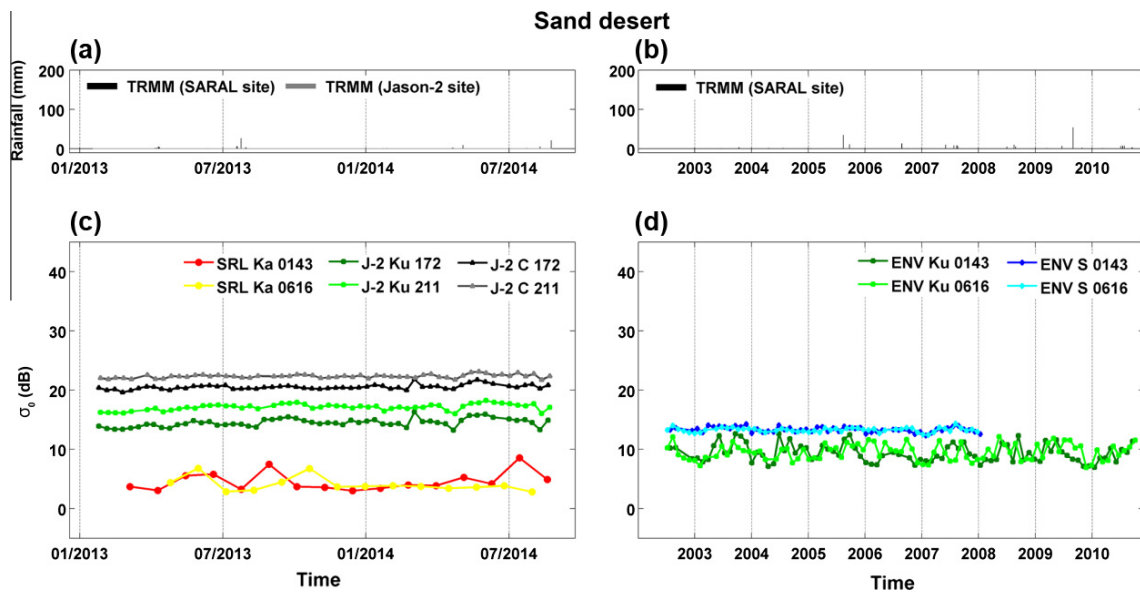 Sand desert
(a)
Rainfall (mm)
200
100
0
TRMM (SARAL site)
TRMM (Jason-2 site)
01/2013
07/2013
01/2014
07/2014
(b)
200
100
0
TRMM (SARAL site)
2003
2004
2005
2006
2007
2008
2009
2010
(c)
σ0 (dB)
40
30
20
10
0
SRL Ka 0143
J-2 Ku 172
J-2 C 172
SRL Ka 0616
J-2 Ku 211
J-2 C 211
01/2013
07/2013
01/2014
07/2014
Time
(d)
40
30
20
10
0
ENV Ku 0143
ENV S 0143
ENV Ku 0616
ENV S 0616
2003
2004
2005
2006
2007
2008
2009
2010
Time